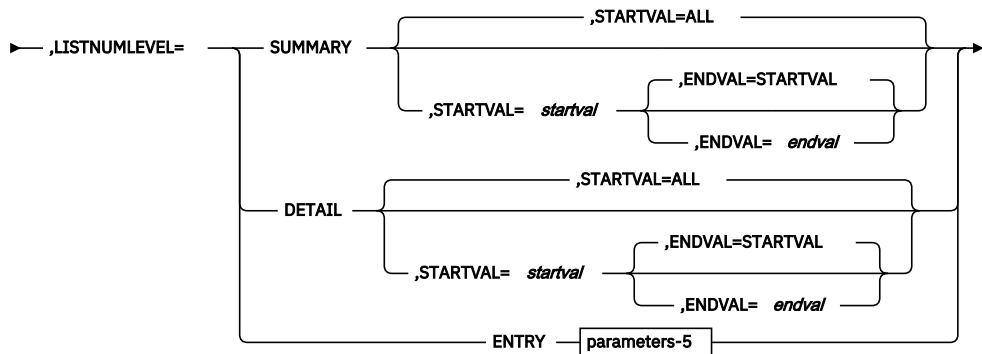 ,STARTVAL=ALL
,LISTNUMLEVEL= SUMMARY
,ENDVAL=STARTVAL
,STARTVAL= startval
,ENDVAL= endval
,STARTVAL=ALL
DETAIL
,ENDVAL=STARTVAL
,STARTVAL= startval
,ENDVAL= endval
ENTRY parameters-5